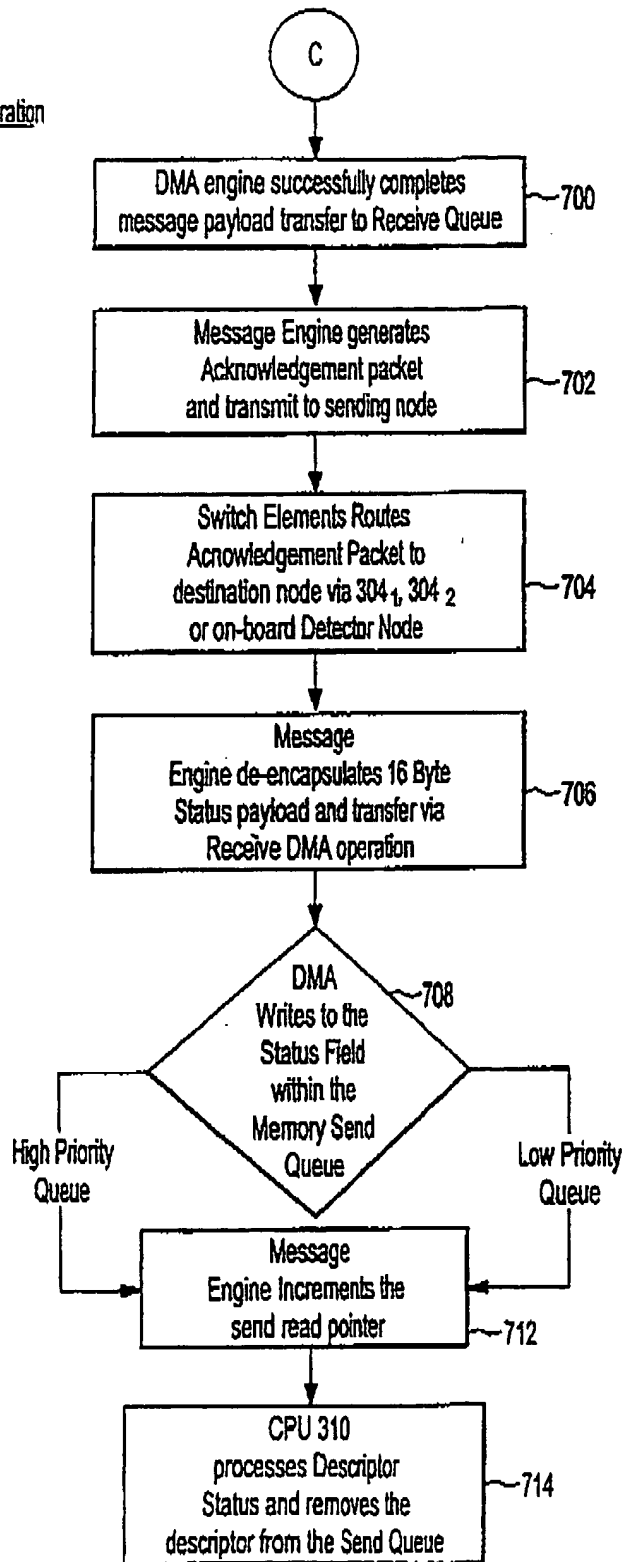 C
ration
DMA engine successfully completes
message payload transfer to Receive Queue
700
Message Engine generates
Acknowledgement packet
and transmit to sending node
702
Switch Elements Routes
Acnowledgement Packet to
destination node via 304₁, 304₂
or on-board Detector Node
704
Message
Engine de-encapsulates 16 Byte
Status payload and transfer via
Receive DMA operation
706
DMA
Writes to the
Status Field
within the
Memory Send
Queue
708
High Priority
Queue
Low Priority
Queue
Message
Engine Increments the
send read pointer
712
CPU 310
processes Descriptor
Status and removes the
descriptor from the Send Queue
714